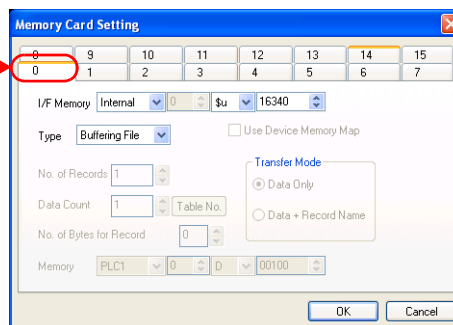 Memory Card Setting
8 9 10 11 12 13 14 15
0 1 2 3 4 5 6 7
I/F Memory Internal 0 $u 16340
Type Buffering File Use Device Memory Map
Transfer Mode
No. of Records 1
Data Only
Data Count 1 Table No.
Data + Record Name
No. of Bytes for Record 0
Memory PLC1 0 D 00100
OK Cancel